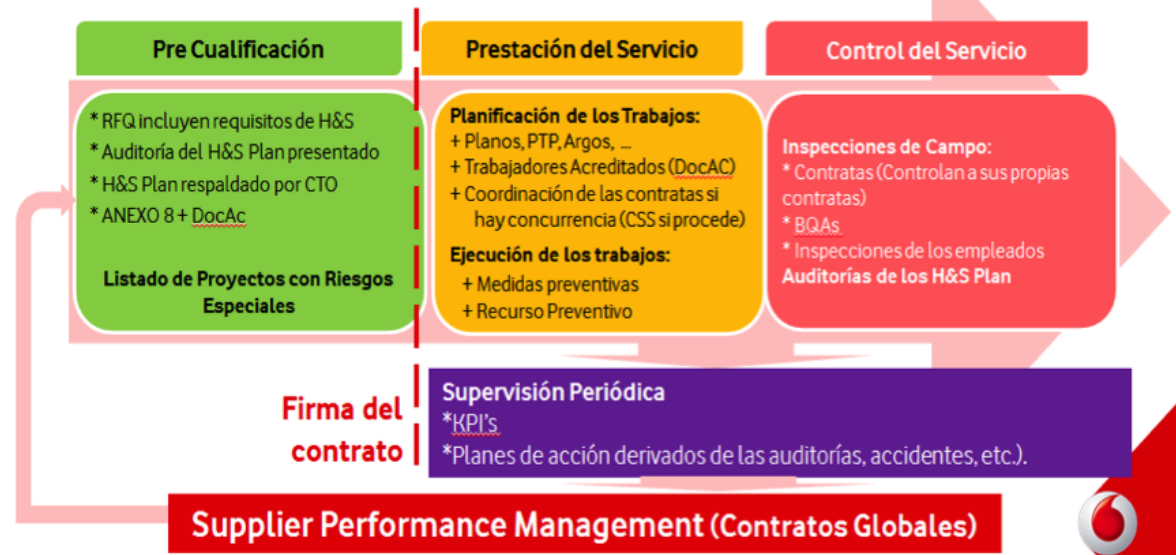 Pre Cualificación
* RFQ incluyen requisitos de H&S
* Auditoría del H&S Plan presentado
* H&S Plan respaldado por CTO
* ANEXO 8 + DocAc
Listado de Proyectos con Riesgos
Especiales
Prestación del Servicio
Planificación de los Trabajos:
+ Planos, PTP, Argos, ...
+ Trabajadores Acreditados (DocAC)
+ Coordinación de las contratas si
hay concurrencia (CSS si procede)
Ejecución de los trabajos:
+ Medidas preventivas
+ Recurso Preventivo
Control del Servicio
Inspecciones de Campo:
* Contratas (Controlan a sus propias
contratas)
* BQAs
* Inspecciones de los empleados
Auditorías de los H&S Plan
Firma del
contrato
Supervisión Periódica
*KPI's
*Planes de acción derivados de las auditorías, accidentes, etc.).
Supplier Performance Management (Contratos Globales)